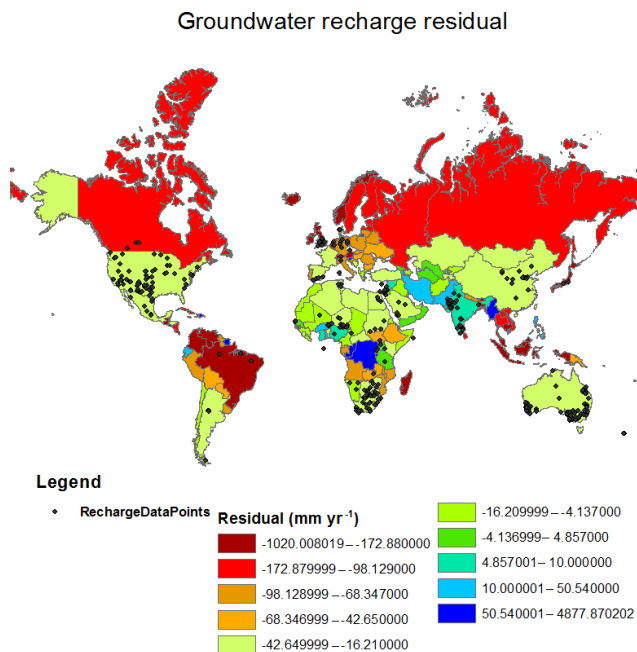 Groundwater recharge residual
Legend
RechargeDataPoints
Residual (mm yr-1)
-1020.008019 – -172.880000
-172.879999 – -98.129000
-98.128999 – -68.347000
-68.346999 – -42.650000
-42.649999 – -16.210000
-16.209999 – -4.137000
-4.136999 – 4.857000
4.857001 – 10.000000
10.000001 – 50.540000
50.540001 – 4877.870202